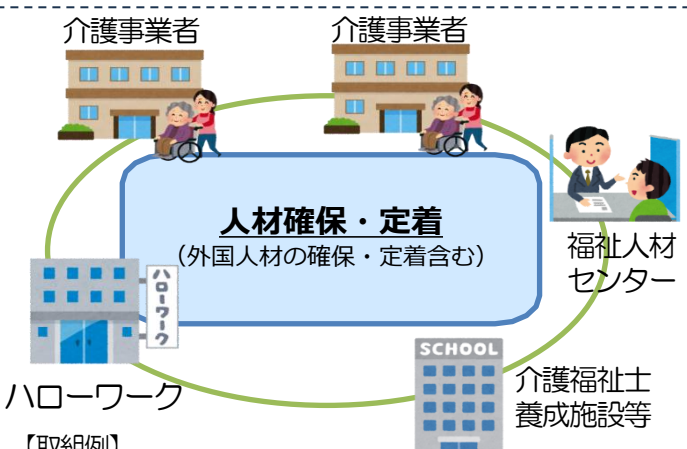 介護事業者
介護事業者
人材確保・定着
（外国人材の確保・定着含む）
福祉人材
センター
ハローワーク
ハローワーク
SCHOOL
介護福祉士
養成施設等
【取組例】